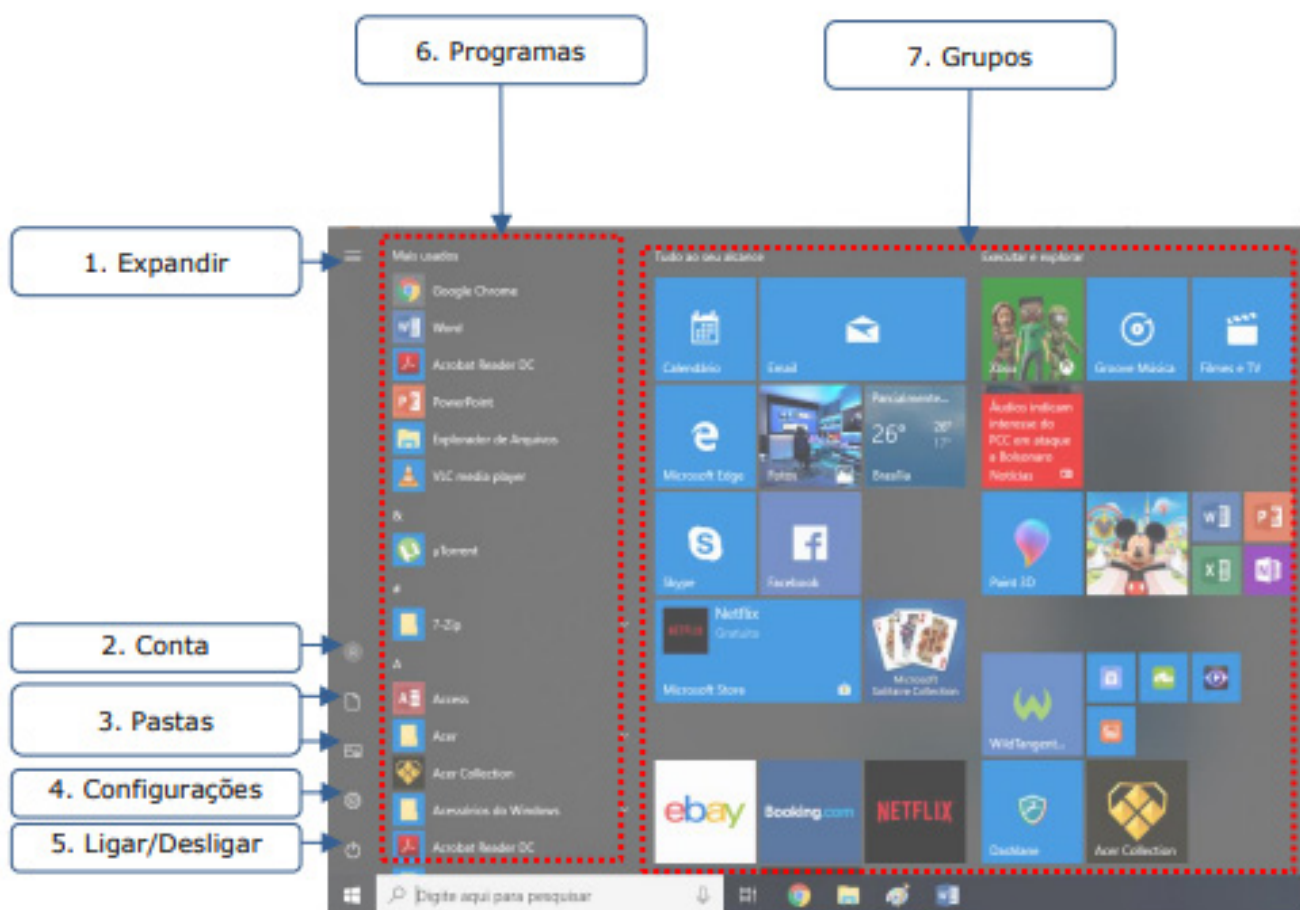 6. Programas
7. Grupos
1. Expandir
2. Conta
3. Pastas
4. Configurações
5. Ligar/Desligar
Mais usados
Google Chrome
Word
Acrobat Reader DC
PowerPoint
Explorador de Arquivos
VLC media player
&
µTorrent
#
7-Zip
A
Access
Acer
Acer Collection
Acessórios do Windows
Acrobat Reader DC
Tudo ao seu alcance
Calendário
Email
Microsoft Edge
Fotos
Parcialmente...
26° 28°
17°
Brasília
Skype
Facebook
NETFLIX
Netflix
Gratuito
Microsoft Store
Microsoft
Solitaire Collection
ebay
Booking.com
NETFLIX
Executar e explorar
Xbox
Groove Música
Filmes e TV
Áudios indicam
interesse do
PCC em ataque
a Bolsonaro
Notícias
Paint 3D
WildTangent...
Dashlane
Acer Collection
Digite aqui para pesquisar